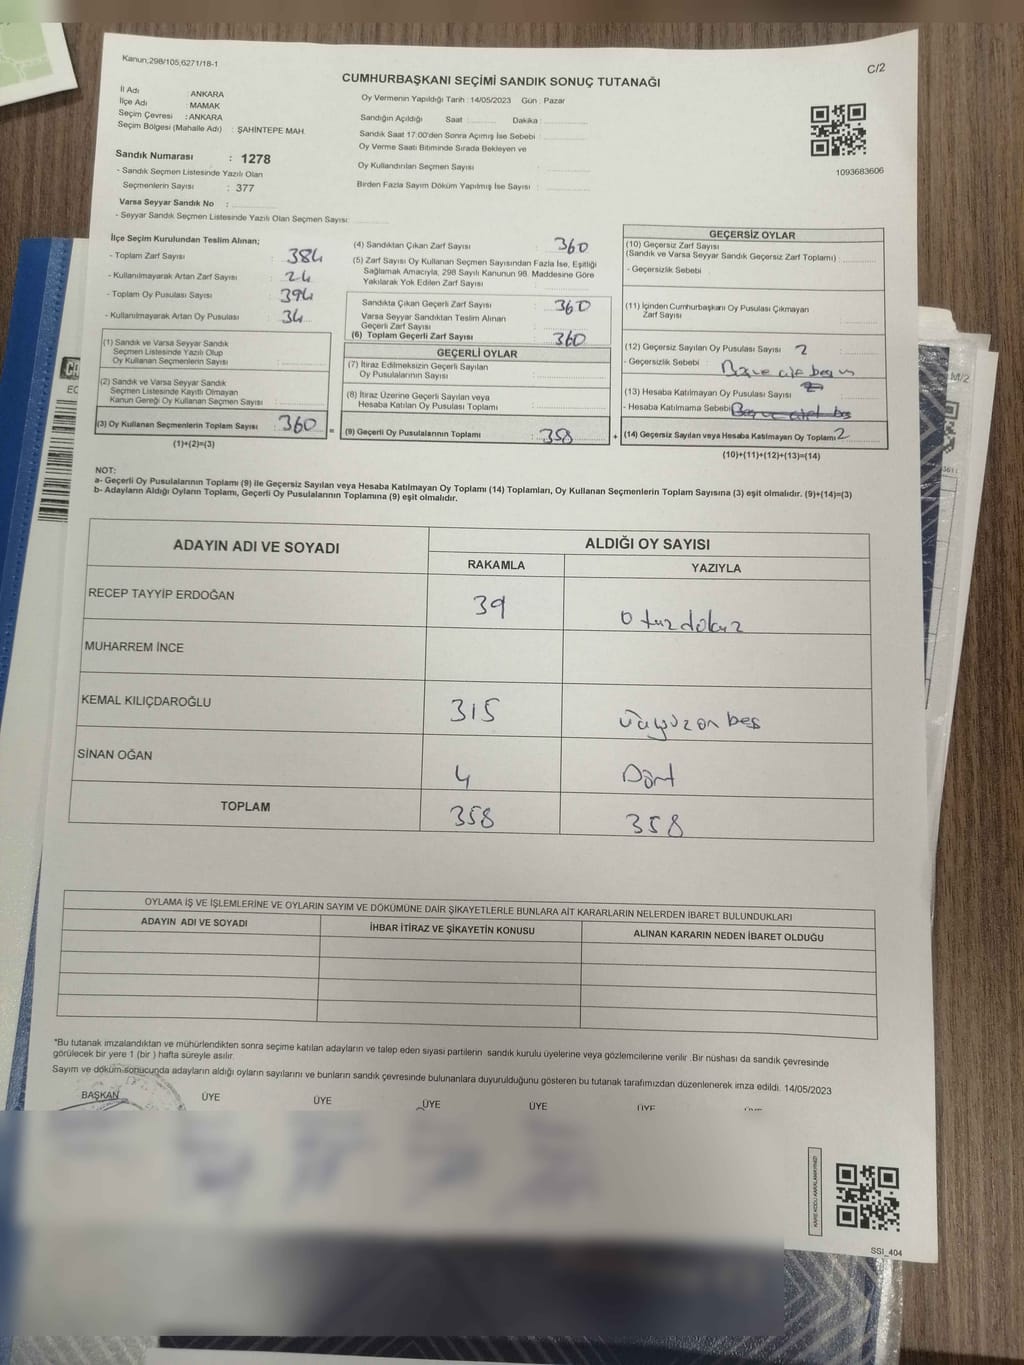 Kanun,298/105,6271/18-1
C/2
CUMHURBAŞKANI SEÇİMİ SANDIK SONUÇ TUTANAĞI
İl Adı : ANKARA
İlçe Adı : MAMAK
Seçim Çevresi : ANKARA
Seçim Bölgesi (Mahalle Adı) : ŞAHİNTEPE MAH.
Sandık Numarası : 1278
- Sandık Seçmen Listesinde Yazılı Olan
Seçmenlerin Sayısı : 377
Varsa Seyyar Sandık No :
- Seyyar Sandık Seçmen Listesinde Yazılı Olan Seçmen Sayısı:
Oy Vermenin Yapıldığı Tarih : 14/05/2023 Gün : Pazar
Sandığın Açıldığı Saat : Dakika :
Sandık Saat 17:00'den Sonra Açımış İse Sebebi :
Oy Verme Saati Bitiminde Sırada Bekleyen ve
Oy Kullandırılan Seçmen Sayısı :
Birden Fazla Sayım Döküm Yapılmış İse Sayısı :
1093683606
İlçe Seçim Kurulundan Teslim Alınan;
- Toplam Zarf Sayısı : 384
- Kullanılmayarak Artan Zarf Sayısı : 24
- Toplam Oy Pusulası Sayısı : 394
- Kullanılmayarak Artan Oy Pusulası : 34
(1) Sandık ve Varsa Seyyar Sandık
Seçmen Listesinde Yazılı Olup
Oy Kullanan Seçmenlerin Sayısı :
(2) Sandık ve Varsa Seyyar Sandık
Seçmen Listesinde Kayıtlı Olmayan
Kanun Gereği Oy Kullanan Seçmen Sayısı :
(3) Oy Kullanan Seçmenlerin Toplam Sayısı : 360 =
(1)+(2)=(3)
(4) Sandıktan Çıkan Zarf Sayısı : 360
(5) Zarf Sayısı Oy Kullanan Seçmen Sayısından Fazla İse, Eşitliği
Sağlamak Amacıyla, 298 Sayılı Kanunun 98. Maddesine Göre
Yakılarak Yok Edilen Zarf Sayısı :
Sandıkta Çıkan Geçerli Zarf Sayısı : 360
Varsa Seyyar Sandıktan Teslim Alınan
Geçerli Zarf Sayısı :
(6) Toplam Geçerli Zarf Sayısı : 360
GEÇERLİ OYLAR
(7) İtiraz Edilmeksizin Geçerli Sayılan
Oy Pusulalarının Sayısı :
(8) İtiraz Üzerine Geçerli Sayılan veya
Hesaba Katılan Oy Pusulası Toplamı :
(9) Geçerli Oy Pusulalarının Toplamı : 358 +
GEÇERSİZ OYLAR
(10) Geçersiz Zarf Sayısı
(Sandık ve Varsa Seyyar Sandık Geçersiz Zarf Toplamı) :
- Geçersizlik Sebebi :
(11) İçinden Cumhurbaşkanı Oy Pusulası Çıkmayan
Zarf Sayısı :
(12) Geçersiz Sayılan Oy Pusulası Sayısı : 2
- Geçersizlik Sebebi :
(13) Hesaba Katılmayan Oy Pusulası Sayısı :
- Hesaba Katılmama Sebebi
(14) Geçersiz Sayılan veya Hesaba Katılmayan Oy Toplamı 2
(10)+(11)+(12)+(13)=(14)
NOT:
a- Geçerli Oy Pusulalarının Toplamı (9) ile Geçersiz Sayılan veya Hesaba Katılmayan Oy Toplamı (14) Toplamları, Oy Kullanan Seçmenlerin Toplam Sayısına (3) eşit olmalıdır. (9)+(14)=(3)
b- Adayların Aldığı Oyların Toplamı, Geçerli Oy Pusulalarının Toplamına (9) eşit olmalıdır.
ADAYIN ADI VE SOYADI
ALDIĞI OY SAYISI
RAKAMLA YAZIYLA
RECEP TAYYİP ERDOĞAN 39 otuzdokuz
MUHARREM İNCE
KEMAL KILIÇDAROĞLU 315 üçyüzonbeş
SİNAN OĞAN 4 Dört
TOPLAM 358 358
OYLAMA İŞ VE İŞLEMLERİNE VE OYLARIN SAYIM VE DÖKÜMÜNE DAİR ŞİKAYETLERLE BUNLARA AİT KARARLARIN NELERDEN İBARET BULUNDUKLARI
ADAYIN ADI VE SOYADI İHBAR İTİRAZ VE ŞİKAYETİN KONUSU ALINAN KARARIN NEDEN İBARET OLDUĞU
*Bu tutanak imzalandıktan ve mühürlendikten sonra seçime katılan adayların ve talep eden siyasi partilerin sandık kurulu üyelerine veya gözlemcilerine verilir .Bir nüshası da sandık çevresinde
görülecek bir yere 1 (bir ) hafta süreyle asılır.
Sayım ve döküm sonucunda adayların aldığı oyların sayılarını ve bunların sandık çevresinde bulunanlara duyurulduğunu gösteren bu tutanak tarafımızdan düzenlenerek imza edildi. 14/05/2023
BAŞKAN ÜYE ÜYE ÜYE ÜYE ÜYE
SSI_404